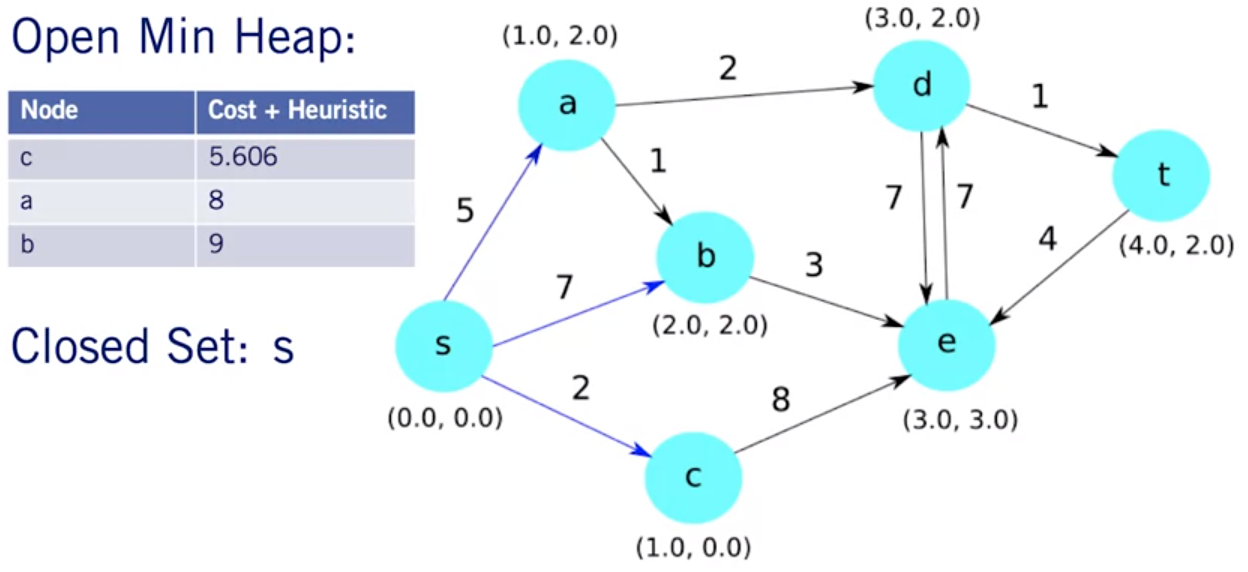 Open Min Heap:
Node Cost + Heuristic
c 5.606
a 8
b 9
Closed Set: s
(1.0, 2.0)
a
(3.0, 2.0)
d
2
1
1
t
(4.0, 2.0)
5
7
7
4
b
(2.0, 2.0)
7
3
s
(0.0, 0.0)
e
(3.0, 3.0)
2
8
c
(1.0, 0.0)